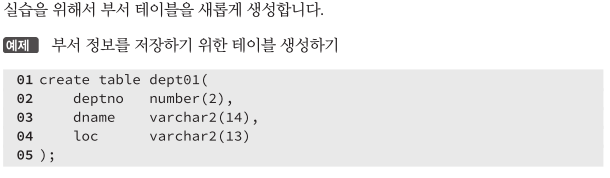 실습을 위해서 부서 테이블을 새롭게 생성합니다.
예제 부서 정보를 저장하기 위한 테이블 생성하기
01 create table dept01(
02     deptno   number(2),
03     dname    varchar2(14),
04     loc      varchar2(13)
05 );